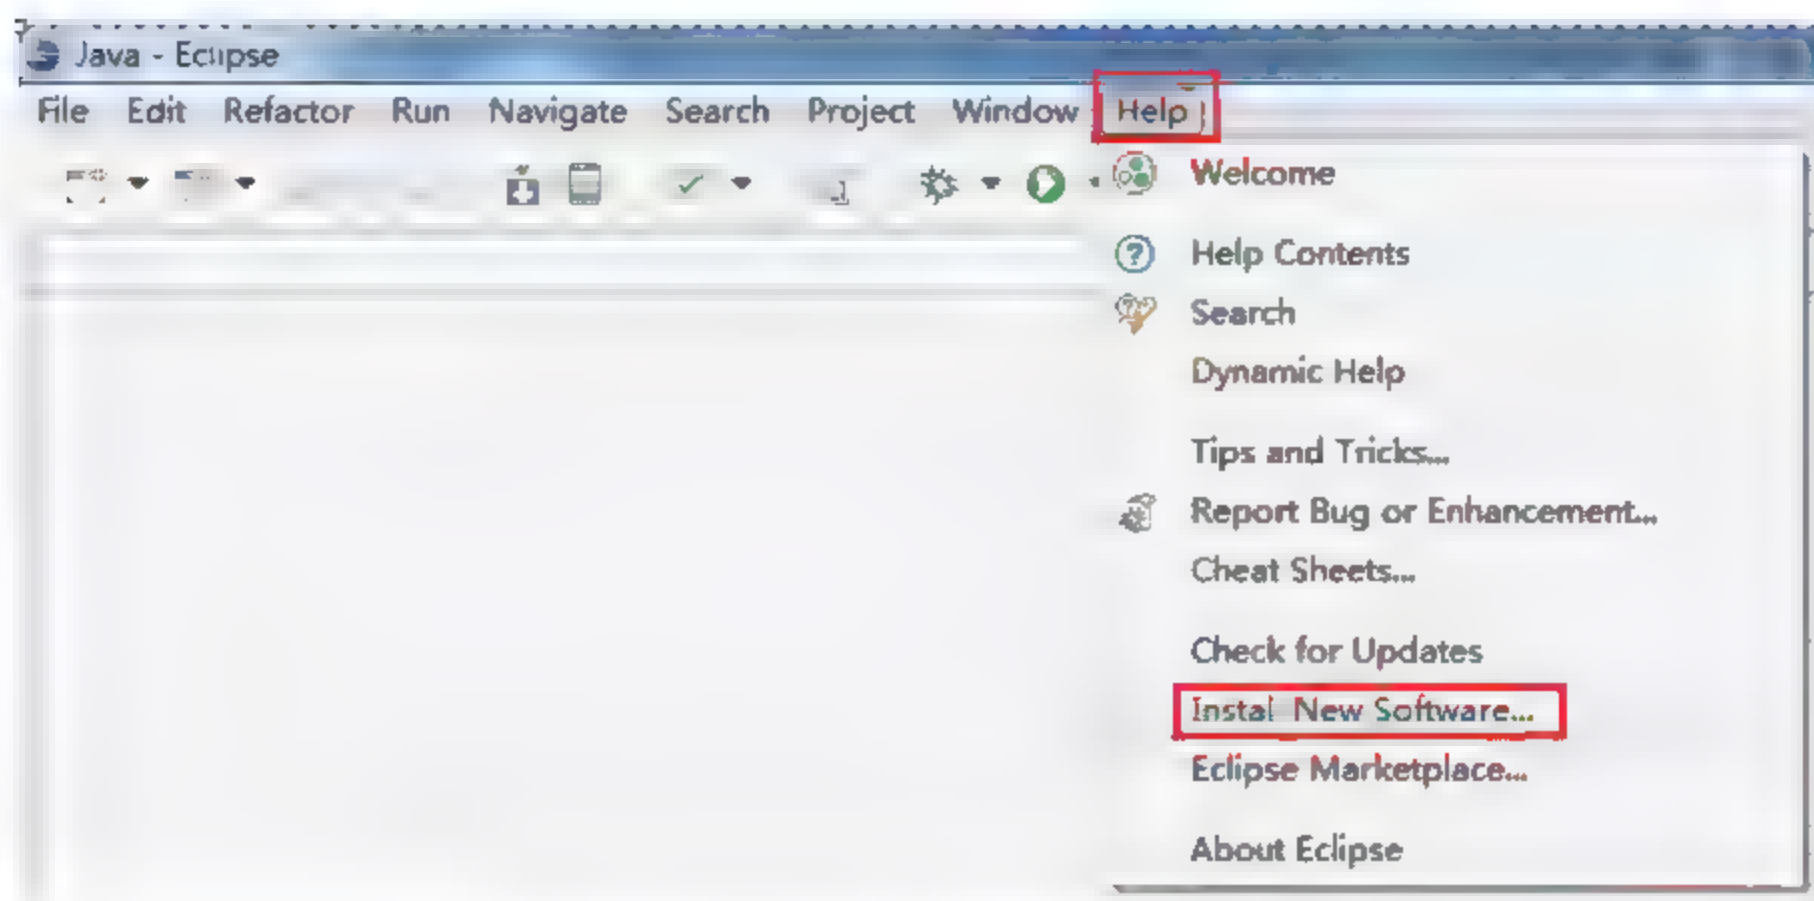 Java - Eclipse
File Edit Refactor Run Navigate Search Project Window Help
Welcome
Help Contents
Search
Dynamic Help
Tips and Tricks...
Report Bug or Enhancement...
Cheat Sheets...
Check for Updates
Install New Software...
Eclipse Marketplace...
About Eclipse